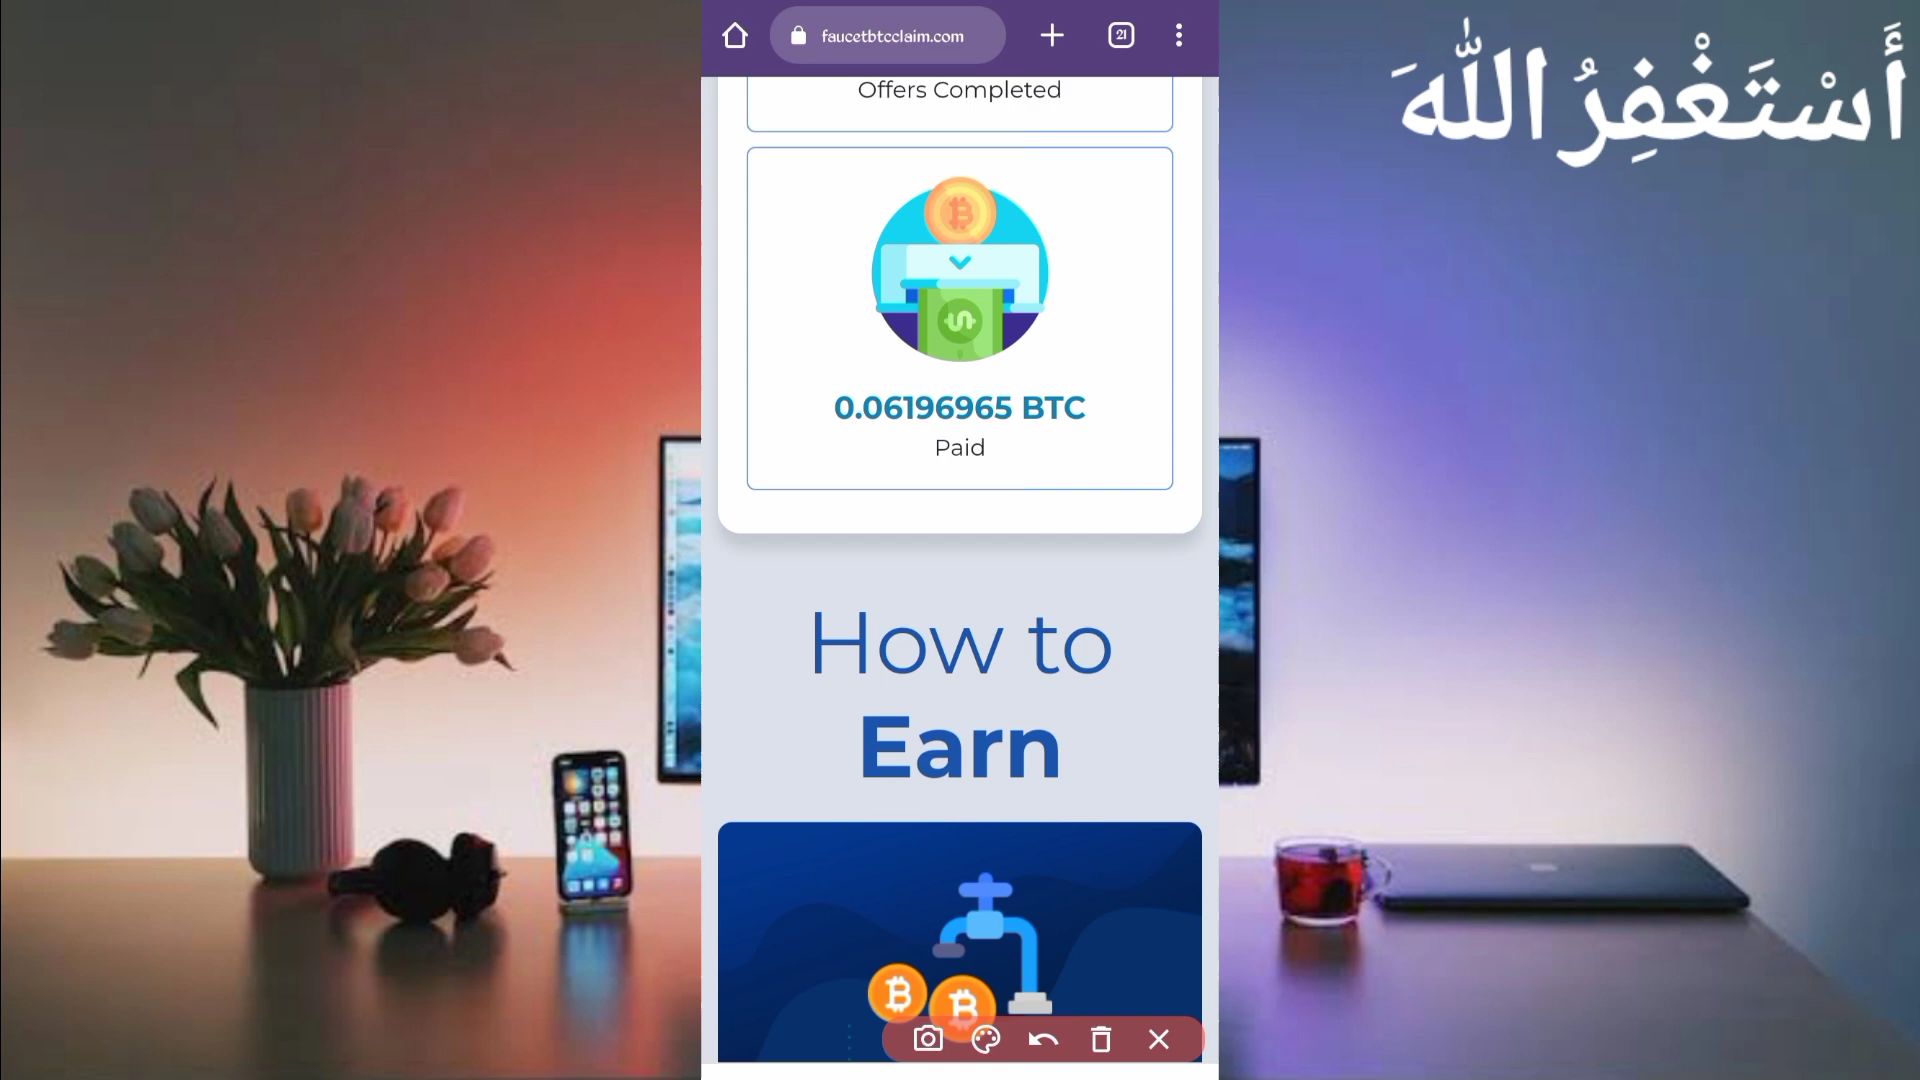 faucetbtcclaim.com
21
أَسْتَغْفِرُ اللّٰهَ
Offers Completed
0.06196965 BTC
Paid
How to
Earn